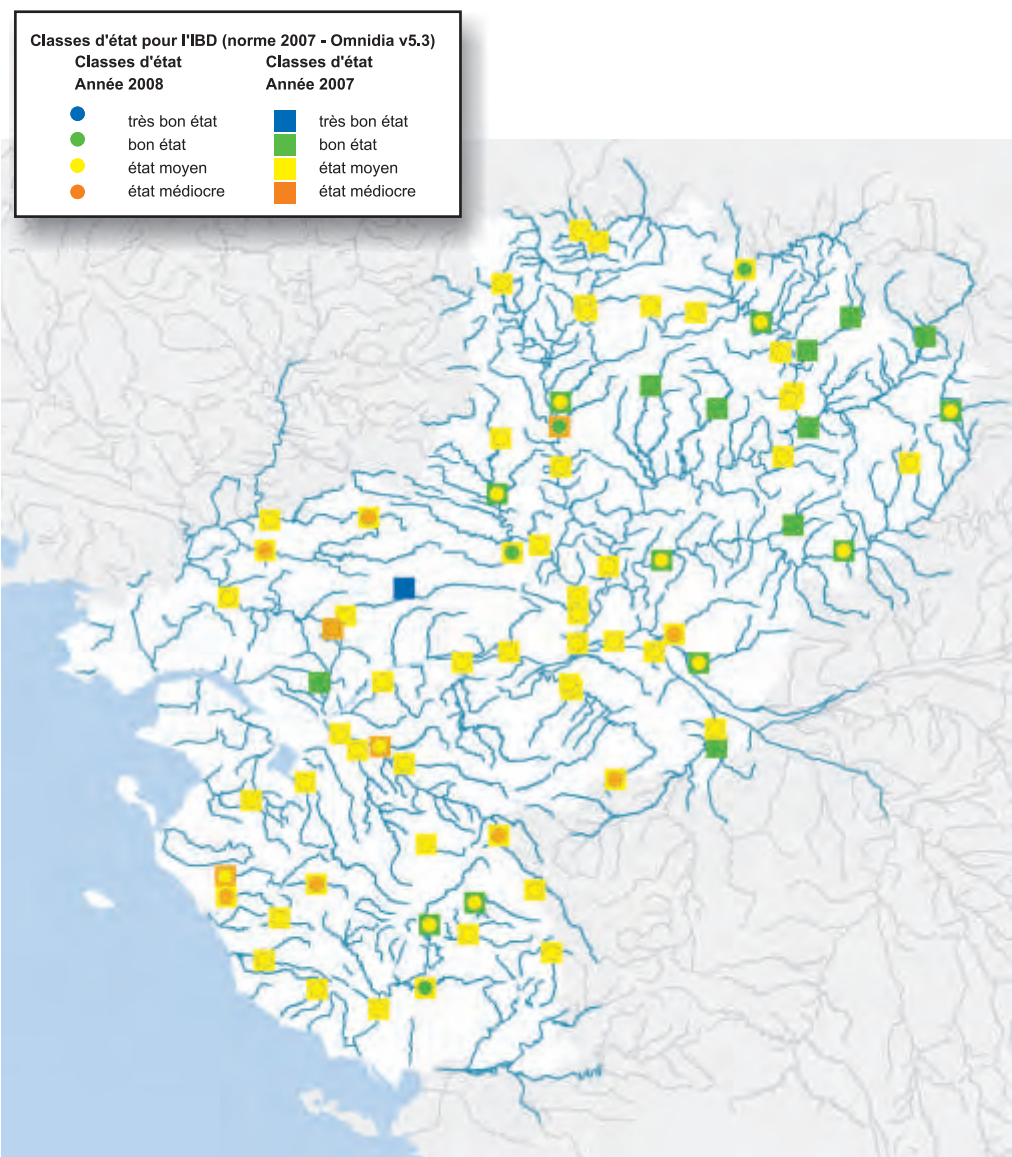 Classes d'état pour l'IBD (norme 2007 - Omnidia v5.3)
Classes d'état Classes d'état
Année 2008 Année 2007
très bon état très bon état
bon état bon état
état moyen état moyen
état médiocre état médiocre